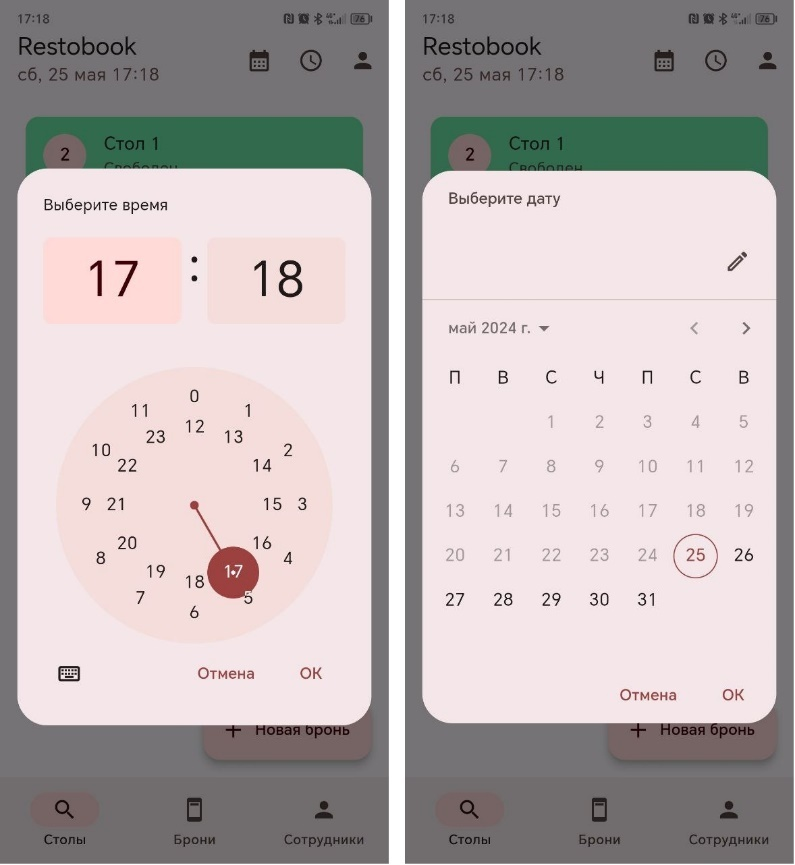 17:18
76
Restobook
сб, 25 мая 17:18
2
Стол 1
Свободен
Выберите время
17 : 18
0
11
1
12
23
13
10
2
22
14
9
21
15
3
20
16
8
4
19
17
18
7
5
6
Отмена
ОК
+ Новая бронь
Столы
Брони
Сотрудники
17:18
76
Restobook
сб, 25 мая 17:18
2
Стол 1
Свободен
Выберите дату
май 2024 г.
П В С Ч П С В
1 2 3 4 5
6 7 8 9 10 11 12
13 14 15 16 17 18 19
20 21 22 23 24 25 26
27 28 29 30 31
Отмена
ОК
+ Новая бронь
Столы
Брони
Сотрудники